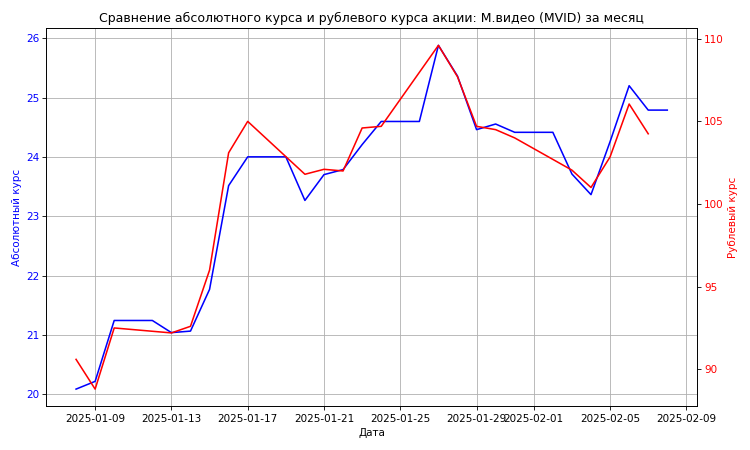 Сравнение абсолютного курса и рублевого курса акции: М.видео (MVID) за месяц
26
25
24
23
22
21
20
Абсолютный курс
110
105
100
95
90
Рублевый курс
2025-01-09 2025-01-13 2025-01-17 2025-01-21 2025-01-25 2025-01-29 2025-02-01 2025-02-05 2025-02-09
Дата